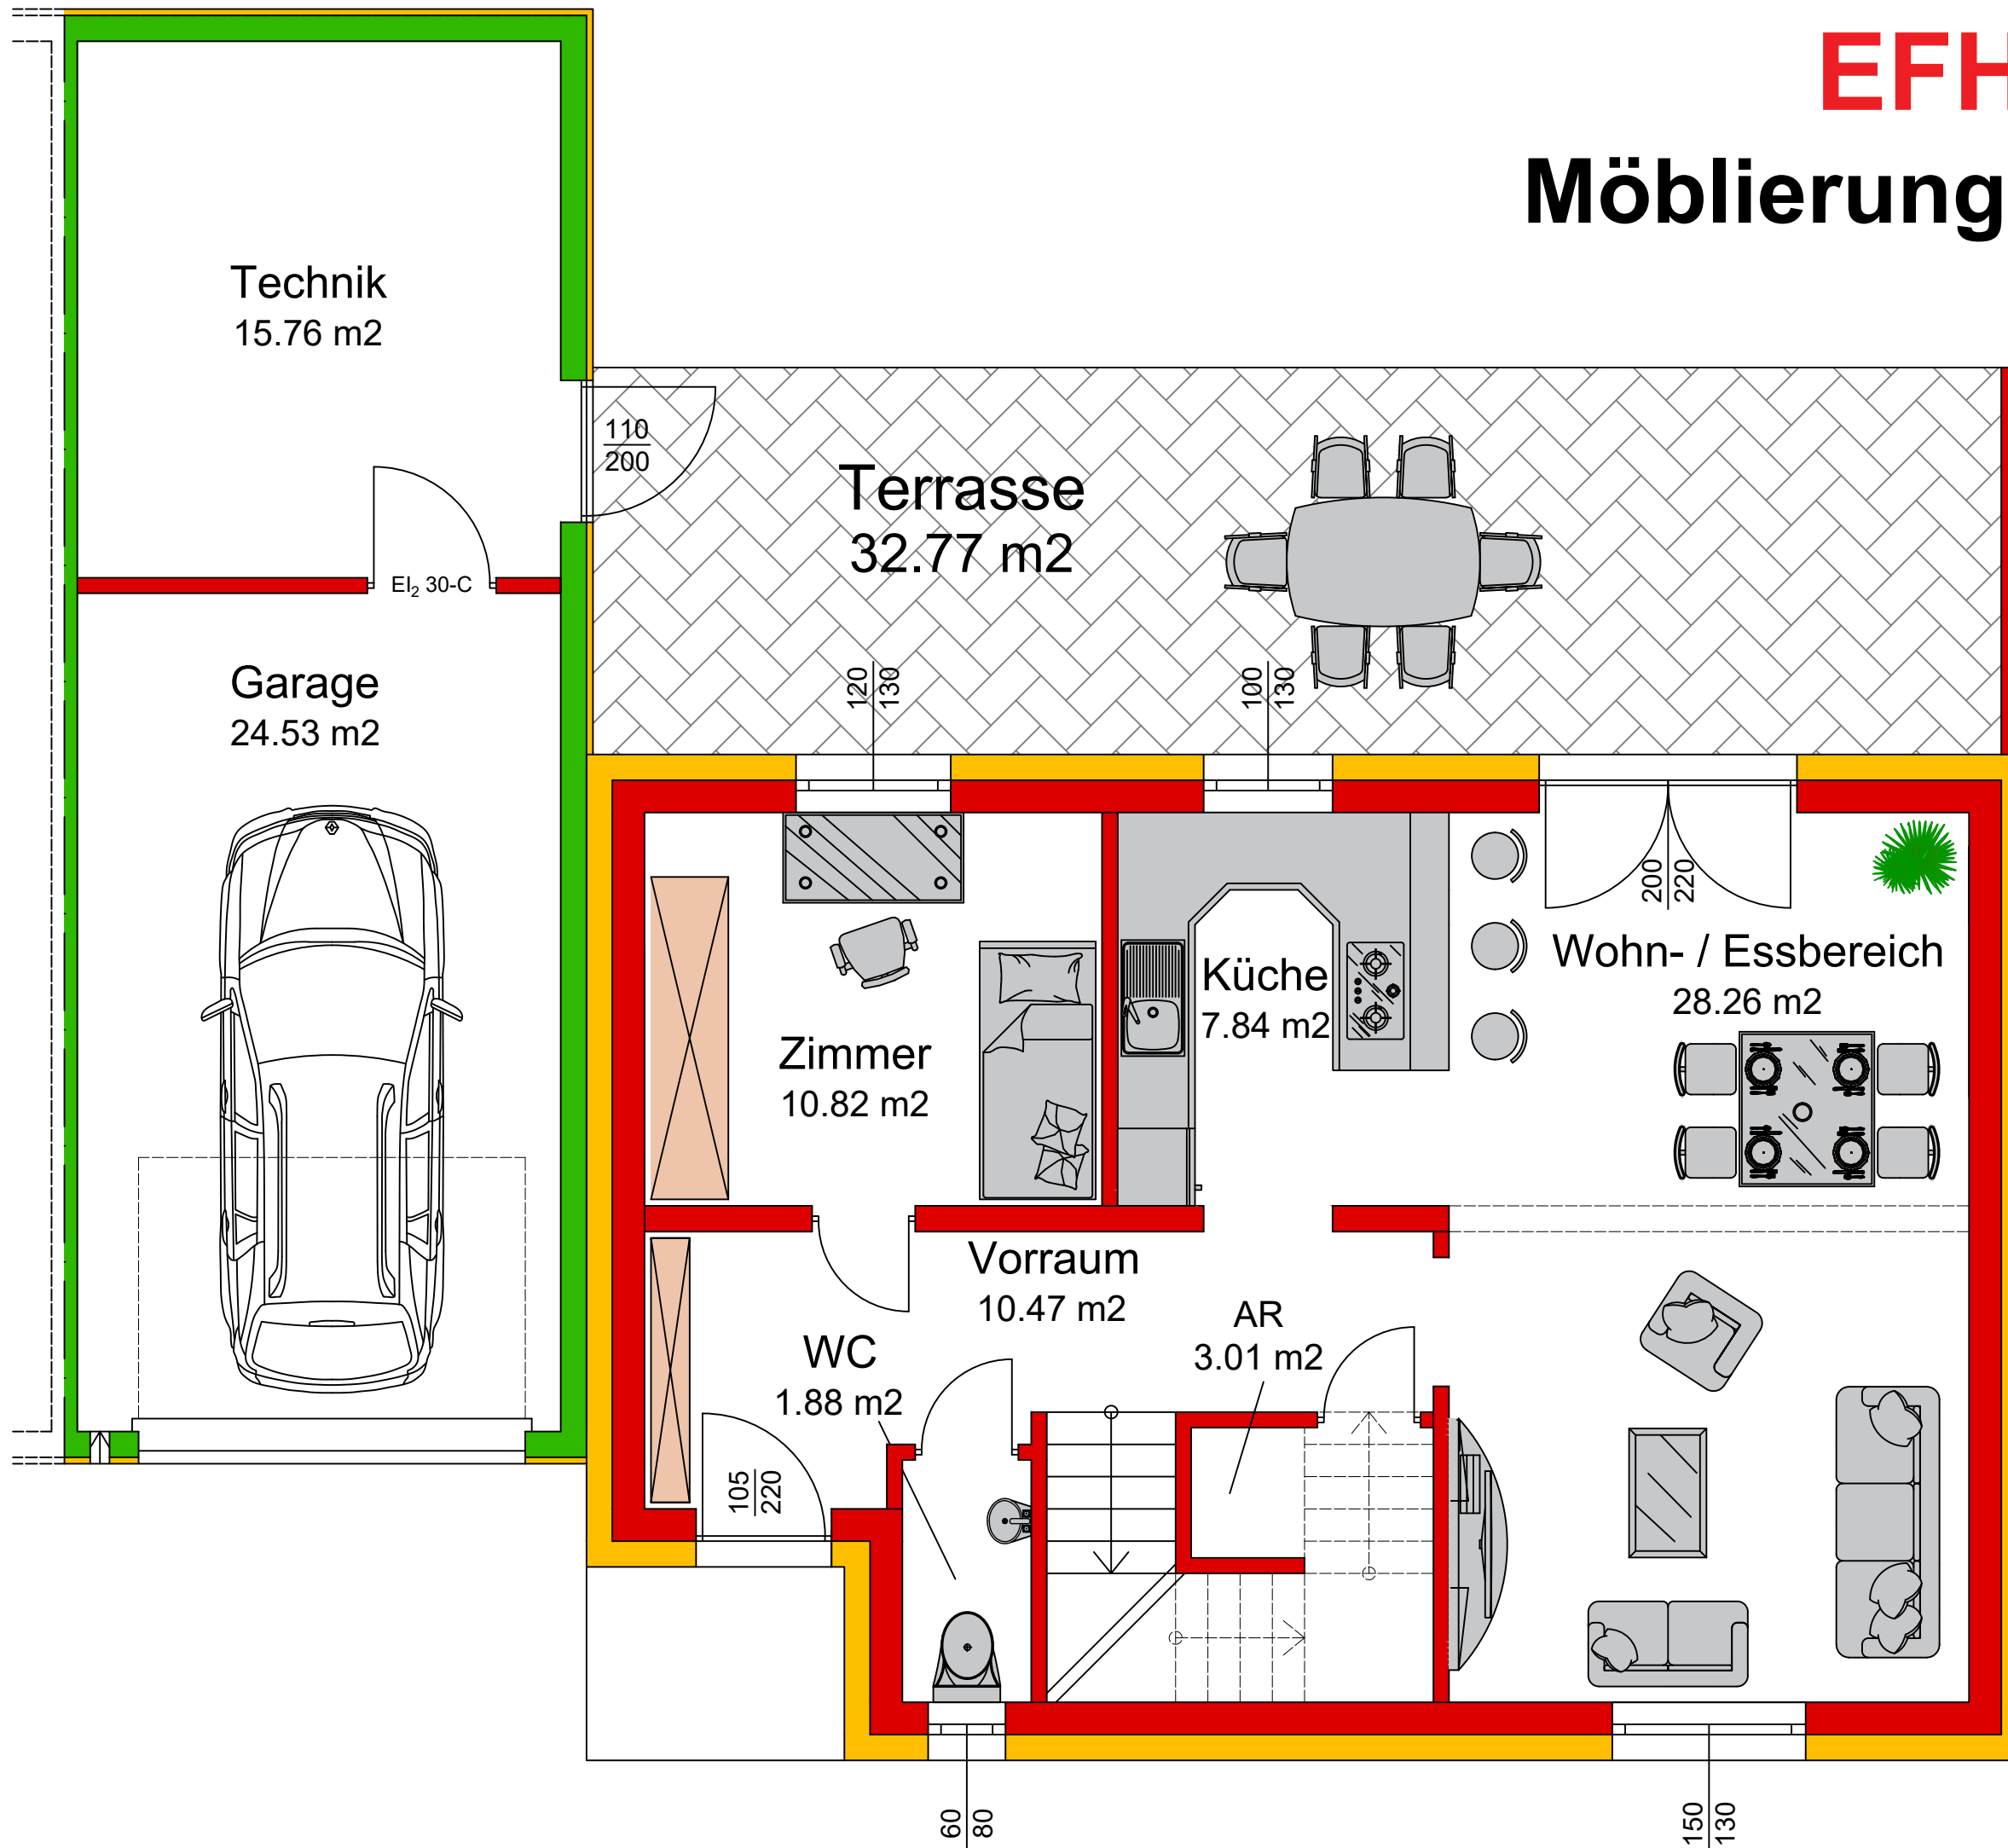 EFH
Möblierung
Technik
15.76 m2
110
200
Terrasse
32.77 m2
EI₂ 30-C
Garage
24.53 m2
120
130
100
130
200
220
Wohn- / Essbereich
28.26 m2
Küche
7.84 m2
Zimmer
10.82 m2
Vorraum
10.47 m2
AR
3.01 m2
WC
1.88 m2
105
220
60
80
150
130